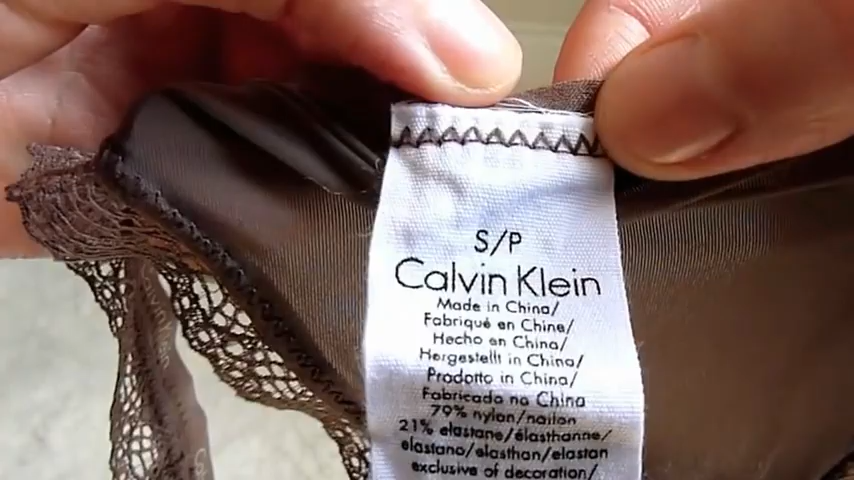 S/P
Calvin Klein
Made in China/
Fabriqué en Chine/
Hecho en China/
Hergestellt in China/
Prodotto in China/
Fabricado na China
79% nylon/nailon
21% elastane/élasthanne/
elastano/elasthan/elastan
exclusive of decoration/